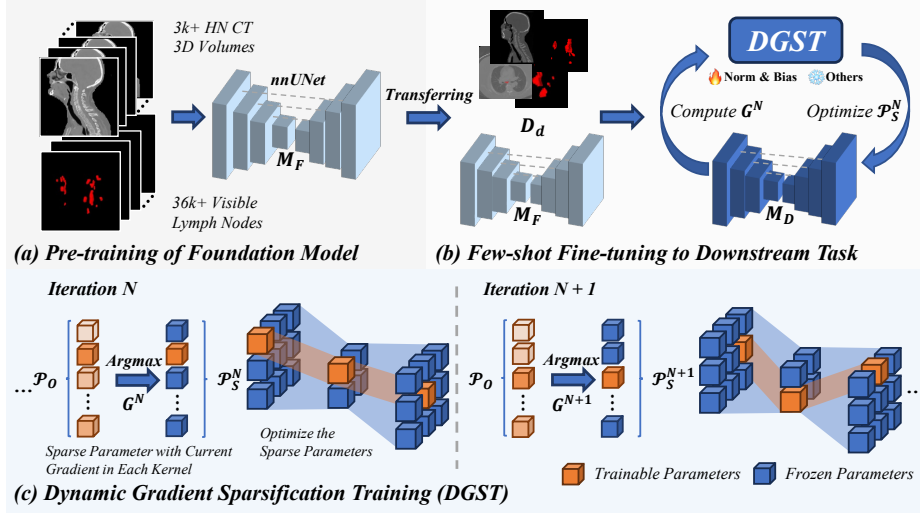 3k+ HN CT
3D Volumes
nnUNet
M_F
36k+ Visible
Lymph Nodes
(a) Pre-training of Foundation Model
Transferring
D_d
M_F
DGST
Norm & Bias
Others
Compute G^N
Optimize 𝒫_S^N
M_D
(b) Few-shot Fine-tuning to Downstream Task
Iteration N
... 𝒫_O
Argmax
G^N
𝒫_S^N
Sparse Parameter with Current
Gradient in Each Kernel
Optimize the
Sparse Parameters
Iteration N + 1
𝒫_O
Argmax
G^{N+1}
𝒫_S^{N+1}
...
Trainable Parameters
Frozen Parameters
(c) Dynamic Gradient Sparsification Training (DGST)